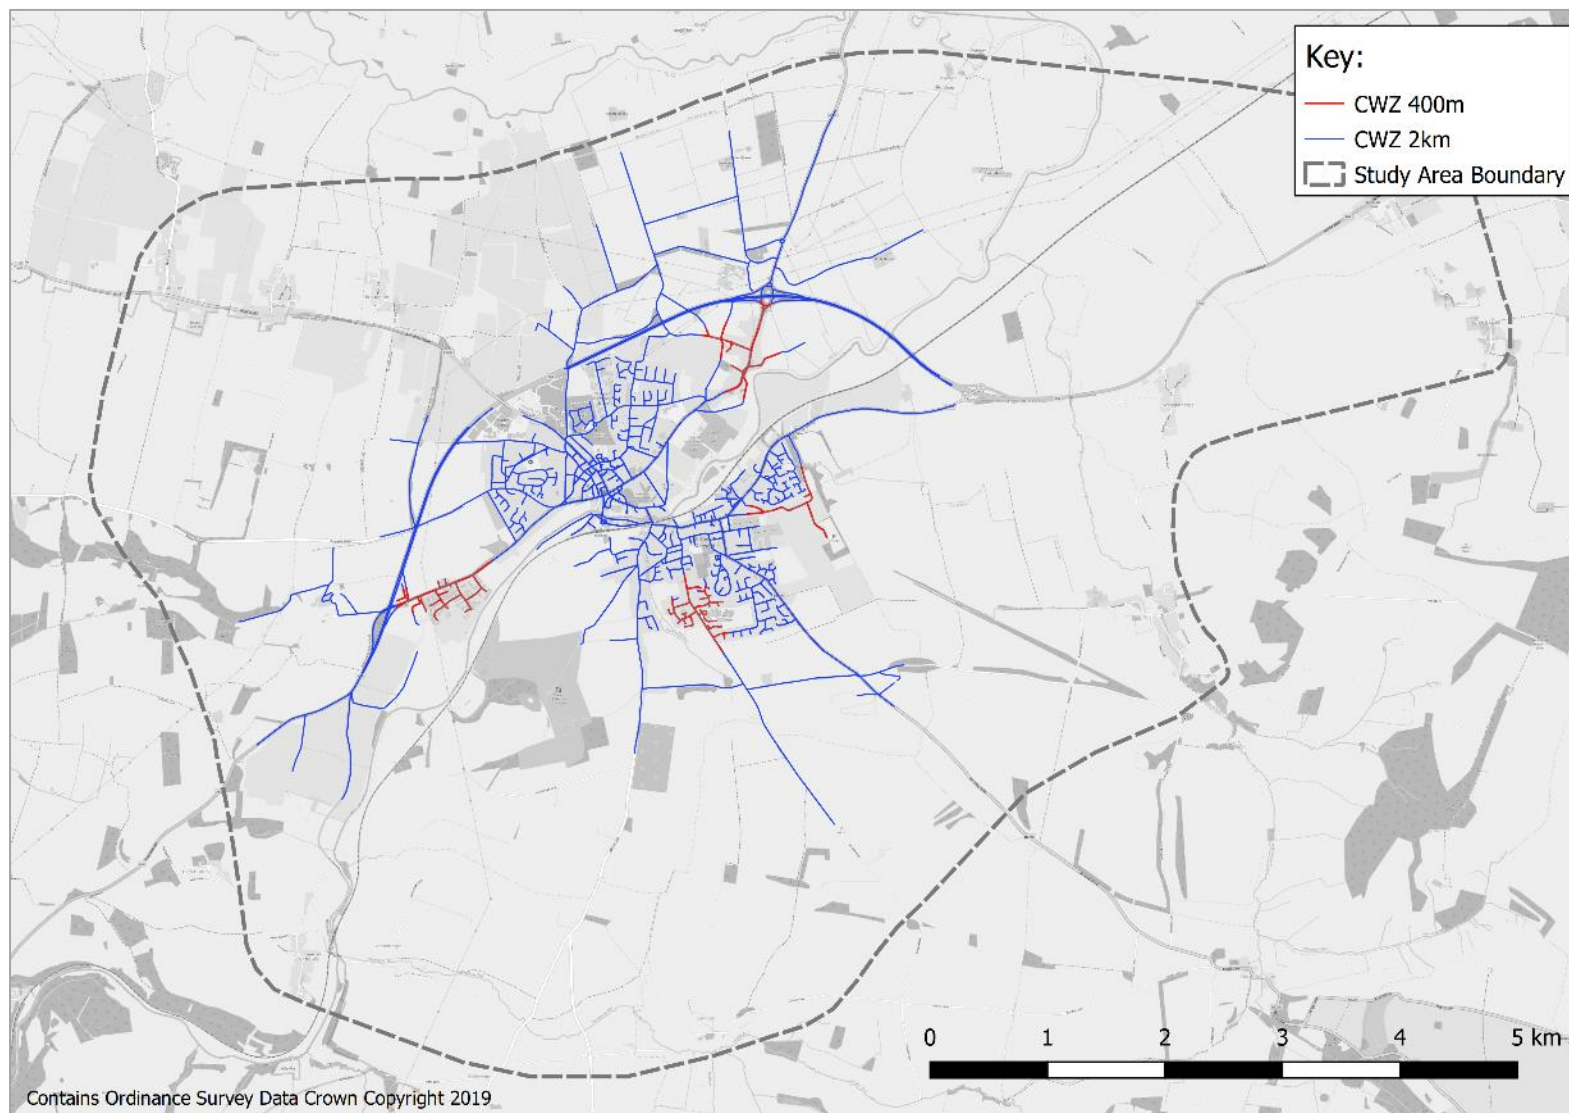 Key:
CWZ 400m
CWZ 2km
Study Area Boundary
0 1 2 3 4 5 km
Contains Ordinance Survey Data Crown Copyright 2019